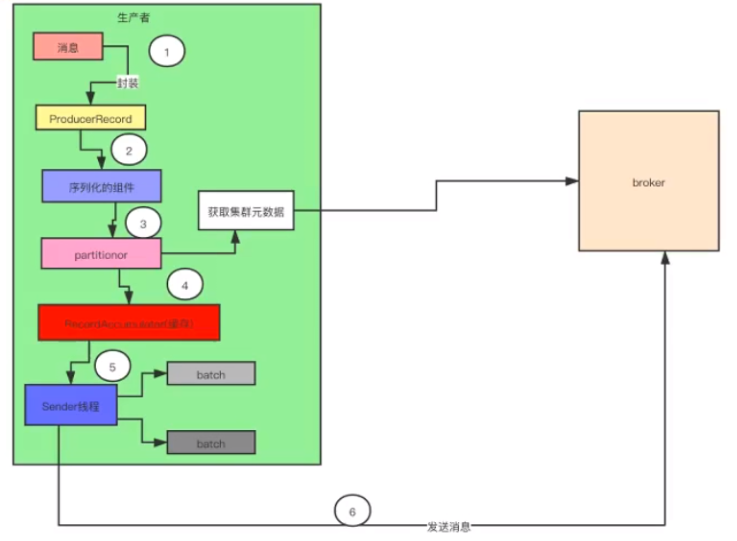 生产者
消息
1
封装
ProducerRecord
2
序列化的组件
3
获取集群元数据
broker
partitionor
4
RecordAccumulated(缓存)
5
batch
Sender线程
batch
6
发送消息